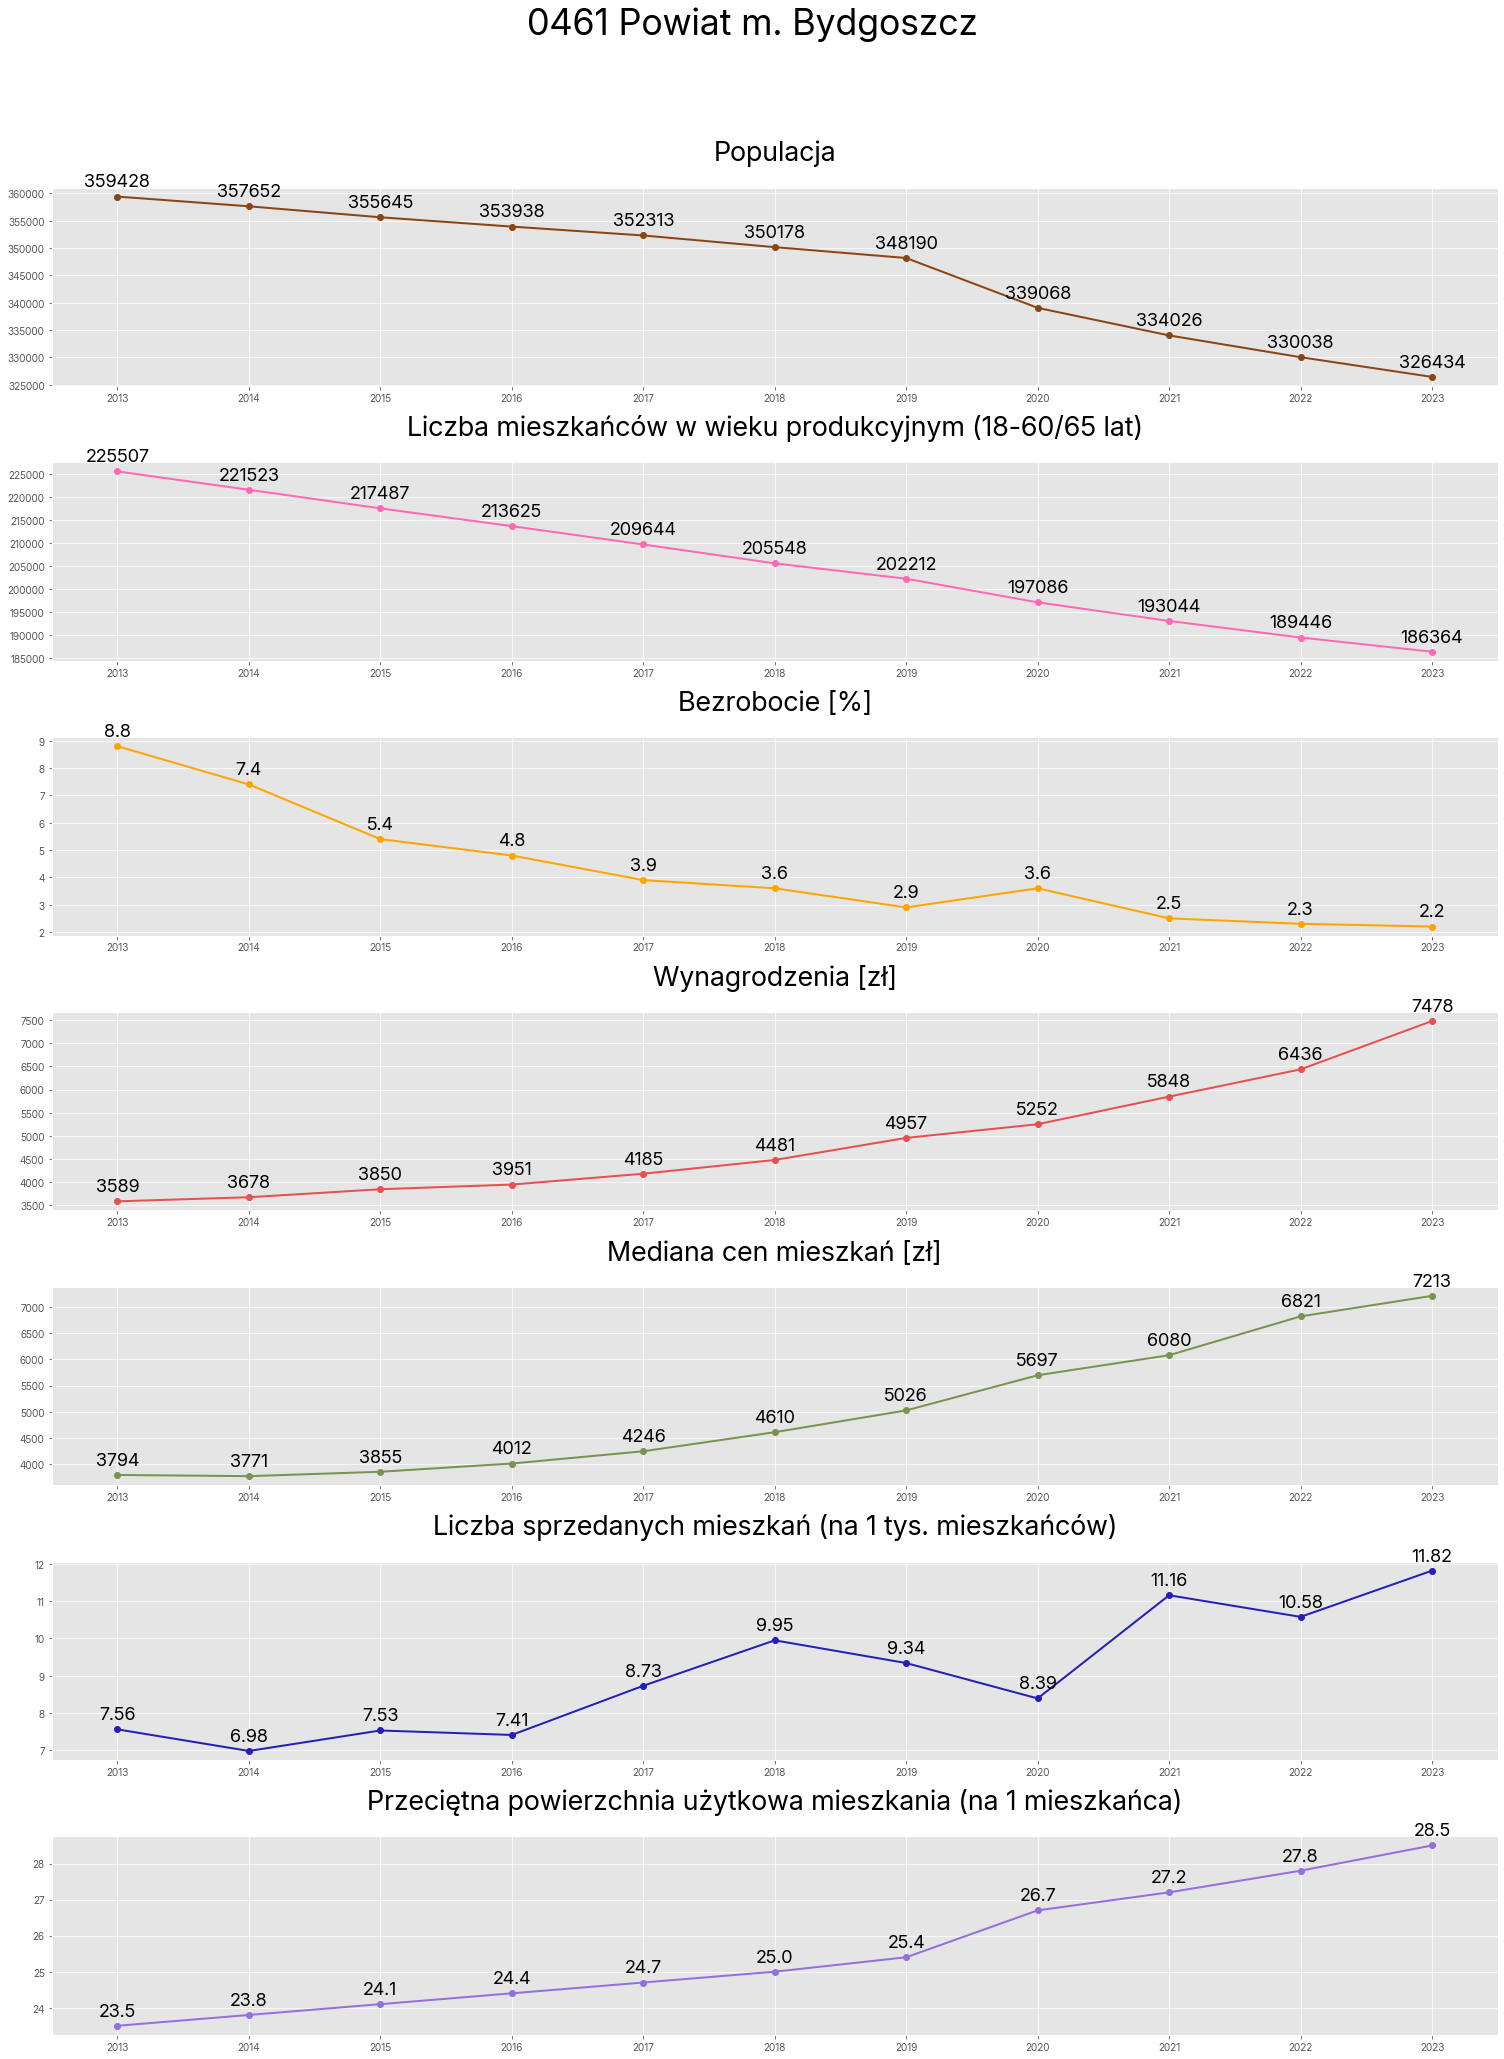 0461 Powiat m. Bydgoszcz
Populacja
359428 357652 355645 353938 352313 350178 348190 339068 334026 330038 326434
360000
355000
350000
345000
340000
335000
330000
325000
2013 2014 2015 2016 2017 2018 2019 2020 2021 2022 2023
Liczba mieszkańców w wieku produkcyjnym (18-60/65 lat)
225507 221523 217487 213625 209644 205548 202212 197086 193044 189446 186364
225000
220000
215000
210000
205000
200000
195000
190000
185000
2013 2014 2015 2016 2017 2018 2019 2020 2021 2022 2023
Bezrobocie [%]
8.8 7.4 5.4 4.8 3.9 3.6 2.9 3.6 2.5 2.3 2.2
9
8
7
6
5
4
3
2
2013 2014 2015 2016 2017 2018 2019 2020 2021 2022 2023
Wynagrodzenia [zł]
3589 3678 3850 3951 4185 4481 4957 5252 5848 6436 7478
7500
7000
6500
6000
5500
5000
4500
4000
3500
2013 2014 2015 2016 2017 2018 2019 2020 2021 2022 2023
Mediana cen mieszkań [zł]
3794 3771 3855 4012 4246 4610 5026 5697 6080 6821 7213
7000
6500
6000
5500
5000
4500
4000
2013 2014 2015 2016 2017 2018 2019 2020 2021 2022 2023
Liczba sprzedanych mieszkań (na 1 tys. mieszkańców)
7.56 6.98 7.53 7.41 8.73 9.95 9.34 8.39 11.16 10.58 11.82
12
11
10
9
8
7
2013 2014 2015 2016 2017 2018 2019 2020 2021 2022 2023
Przeciętna powierzchnia użytkowa mieszkania (na 1 mieszkańca)
23.5 23.8 24.1 24.4 24.7 25.0 25.4 26.7 27.2 27.8 28.5
28
27
26
25
24
2013 2014 2015 2016 2017 2018 2019 2020 2021 2022 2023